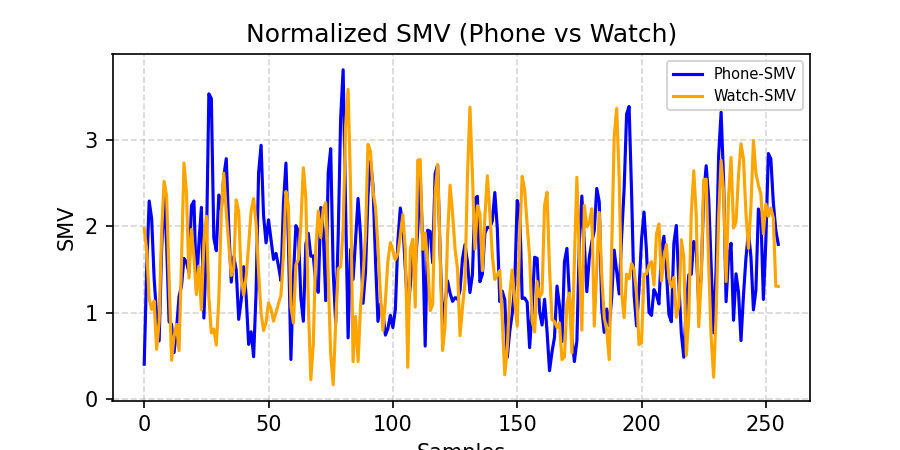 Normalized SMV (Phone vs Watch)
Phone-SMV
Watch-SMV
SMV
3
2
1
0
0 50 100 150 200 250
Samples